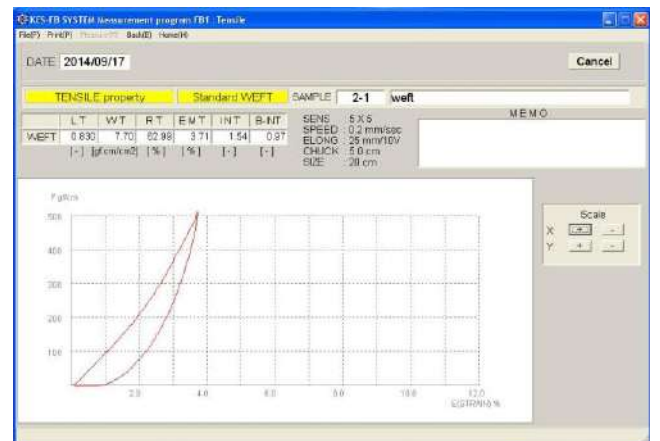 KES-FB SYSTEM Measurement program FB1 : Tensile
File(F) Print(P) Measure(M) Back(B) Home(H)
DATE 2014/09/17 Cancel
TENSILE property Standard WEFT SAMPLE 2-1 weft
LT WT RT EMT INT B-INT
WEFT 0.830 7.70 62.99 3.71 1.54 0.97
[-] [gf.cm/cm2] [%] [%] [-] [-]
SENS : 5 X 5
SPEED : 0.2 mm/sec
ELONG : 25 mm/10V
CHUCK : 5.0 cm
SIZE : 20 cm
MEMO
F gf/cm
500
400
300
200
100
2.0 4.0 6.0 8.0 10.0 12.0
E(STRAIN) %
Scale
X: + -
Y: + -